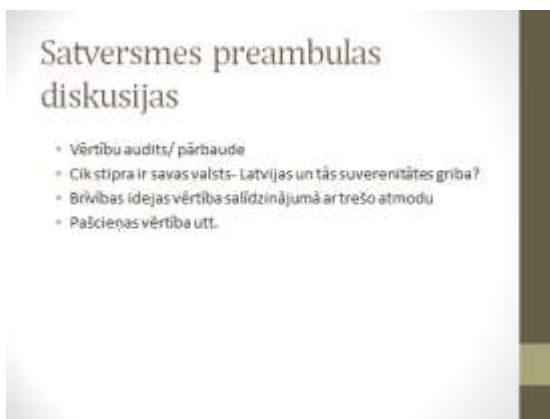 Satversmes preambulas
diskusijas
Vērtību audits/ pārbaude
Cik stipra ir savas valsts- Latvijas un tās suverenitātes griba?
Brīvības idejas vērtība salīdzinājumā ar trešo atmodu
Pašcieņas vērtība utt.